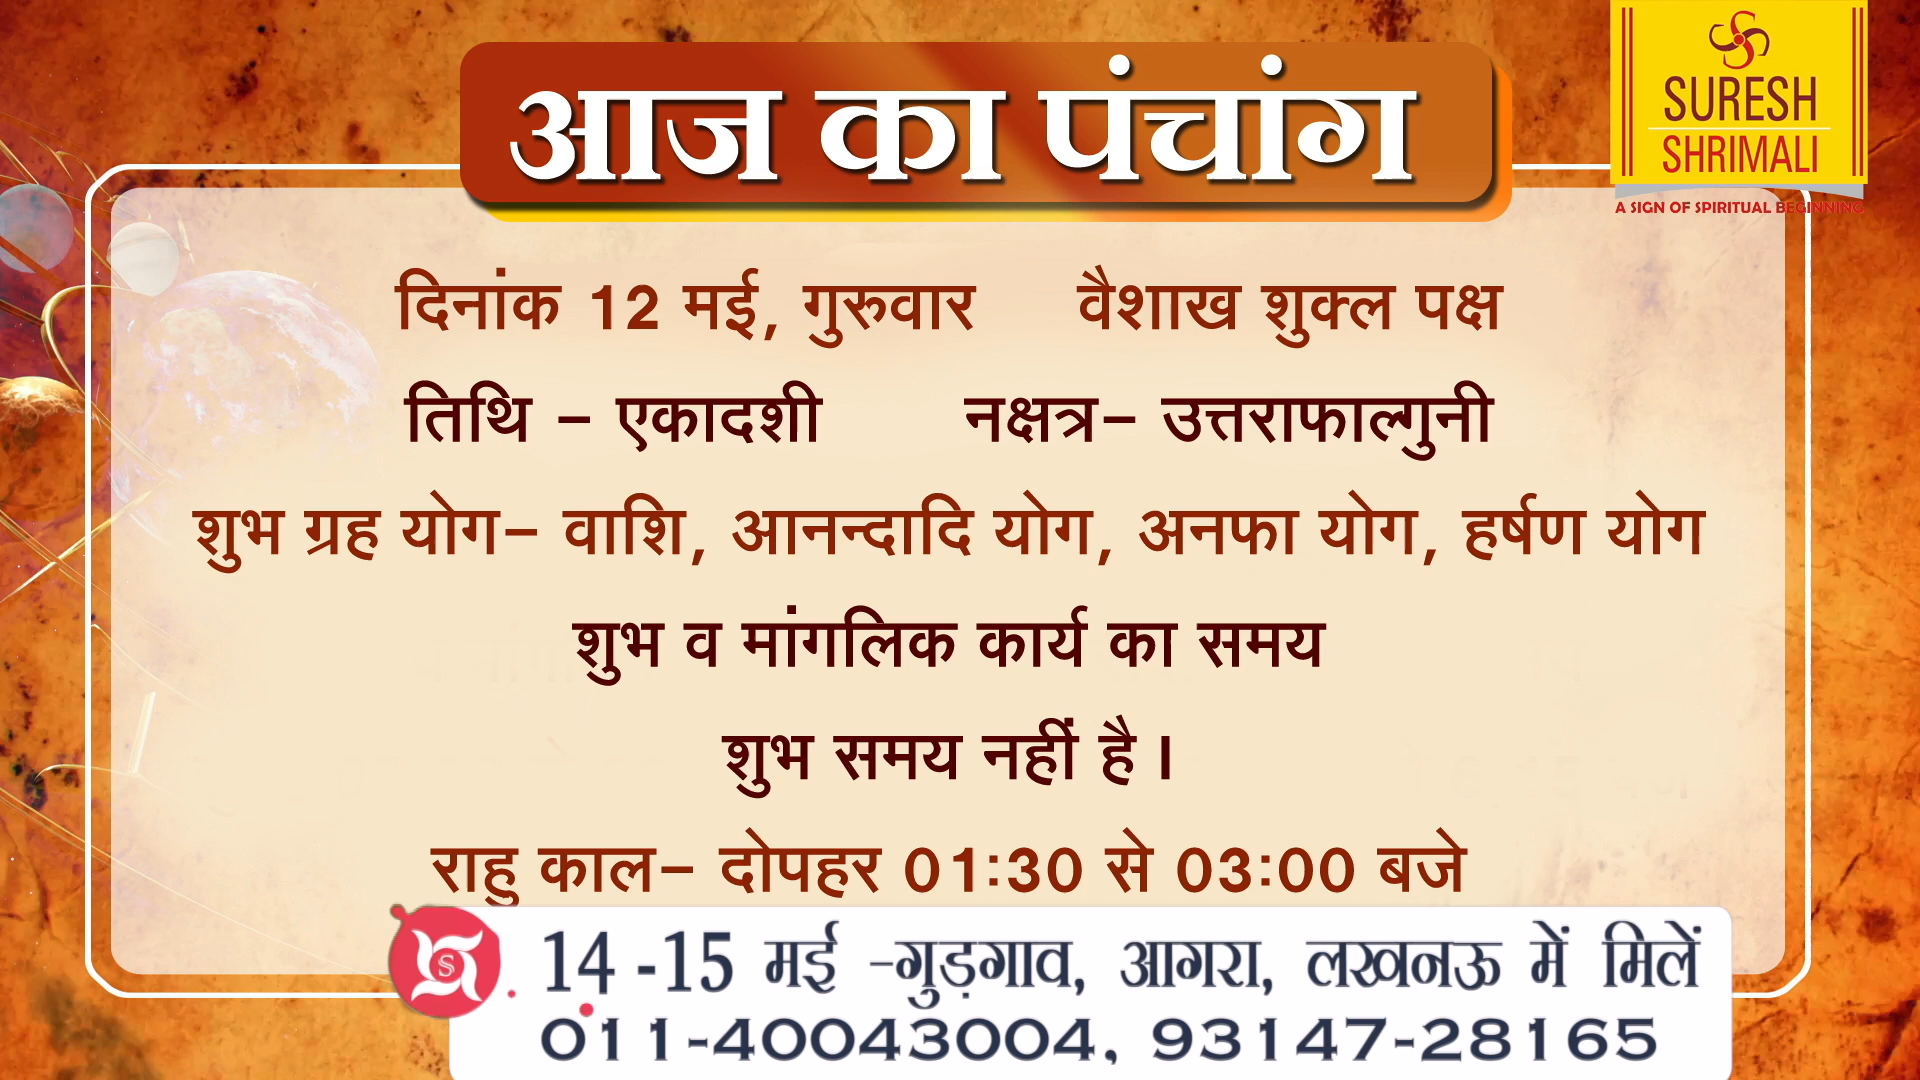 आज का पंचांग
SURESH
SHRIMALI
A SIGN OF SPIRITUAL BEGINNING
दिनांक 12 मई, गुरुवार वैशाख शुक्ल पक्ष
तिथि - एकादशी नक्षत्र- उत्तराफाल्गुनी
शुभ ग्रह योग- वाशि, आनन्दादि योग, अनफा योग, हर्षण योग
शुभ व मांगलिक कार्य का समय
शुभ समय नहीं है।
राहु काल- दोपहर 01:30 से 03:00 बजे
14 -15 मई -गुड़गाव, आगरा, लखनऊ में मिलें
011-40043004, 93147-28165